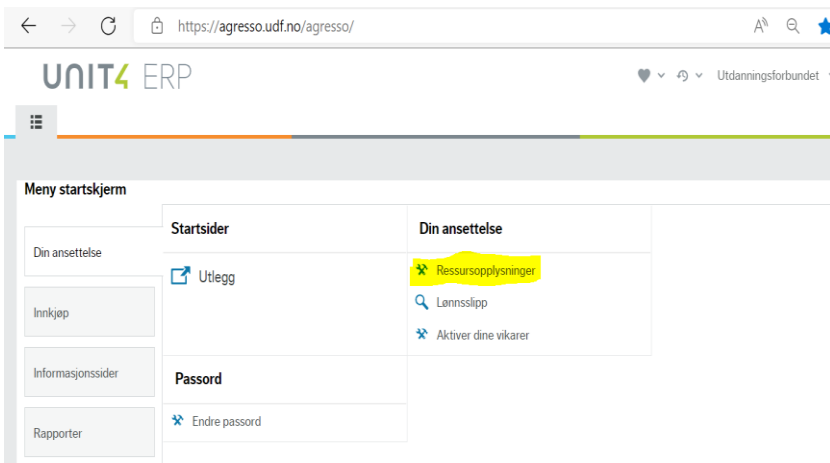 https://agresso.udf.no/agresso/
UNIT4 ERP
Utdanningsforbundet
Meny startskjerm
Din ansettelse
Innkjøp
Informasjonssider
Rapporter
Startsider
Utlegg
Din ansettelse
Ressursopplysninger
Lønnsslipp
Aktiver dine vikarer
Passord
Endre passord